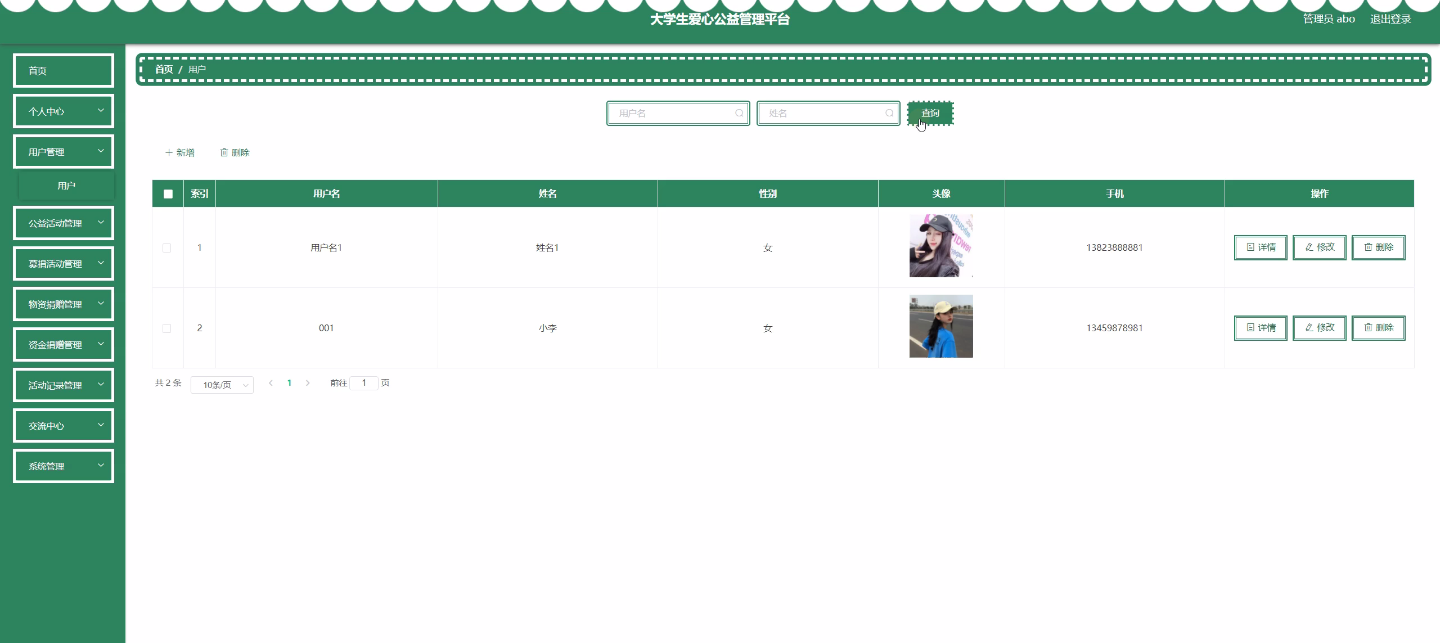 大学生爱心公益管理平台
管理员 abo 退出登录
首页
个人中心
用户管理
用户
公益活动管理
募捐活动管理
物资捐赠管理
资金捐赠管理
活动记录管理
交流中心
系统管理
首页 / 用户
用户名 姓名 查询
+ 新增 删除
索引 用户名 姓名 性别 头像 手机 操作
1 用户名1 姓名1 女 13823888881 详情 修改 删除
2 001 小李 女 13459878981 详情 修改 删除
共 2 条 10条/页 1 前往 1 页